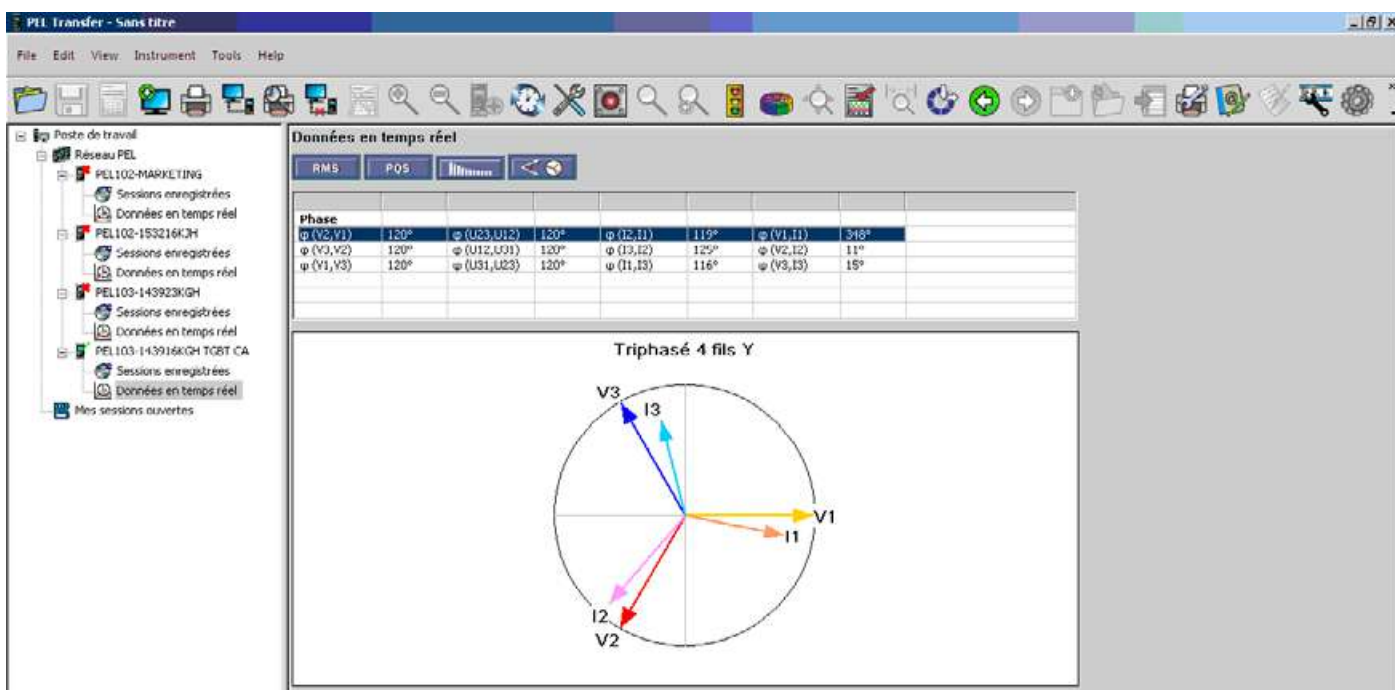 PEL Transfer - Sans titre
File Edit View Instrument Tools Help
Poste de travail
Réseau PEL
PEL102-MARKETING
Sessions enregistrées
Données en temps réel
PEL102-153216KJH
Sessions enregistrées
Données en temps réel
PEL103-143923KGH
Sessions enregistrées
Données en temps réel
PEL103-143916KGH TGBT CA
Sessions enregistrées
Données en temps réel
Mes sessions ouvertes
Données en temps réel
RMS PQS
Phase
φ (V2,V1) 120° φ (U23,U12) 120° φ (I2,I1) 119° φ (V1,I1) 348°
φ (V3,V2) 120° φ (U12,U31) 120° φ (I3,I2) 125° φ (V2,I2) 11°
φ (V1,V3) 120° φ (U31,U23) 120° φ (I1,I3) 116° φ (V3,I3) 15°
Triphasé 4 fils Y
V3
I3
V1
I1
I2
V2